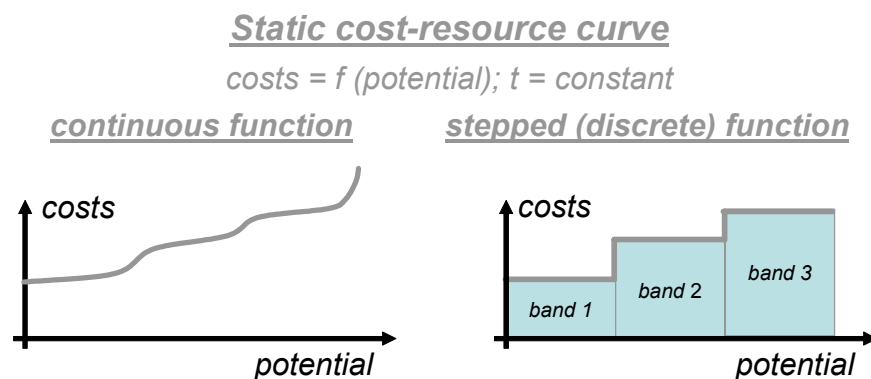 Static cost-resource curve
costs = f (potential); t = constant
continuous function
stepped (discrete) function
costs
potential
costs
band 1
band 2
band 3
potential